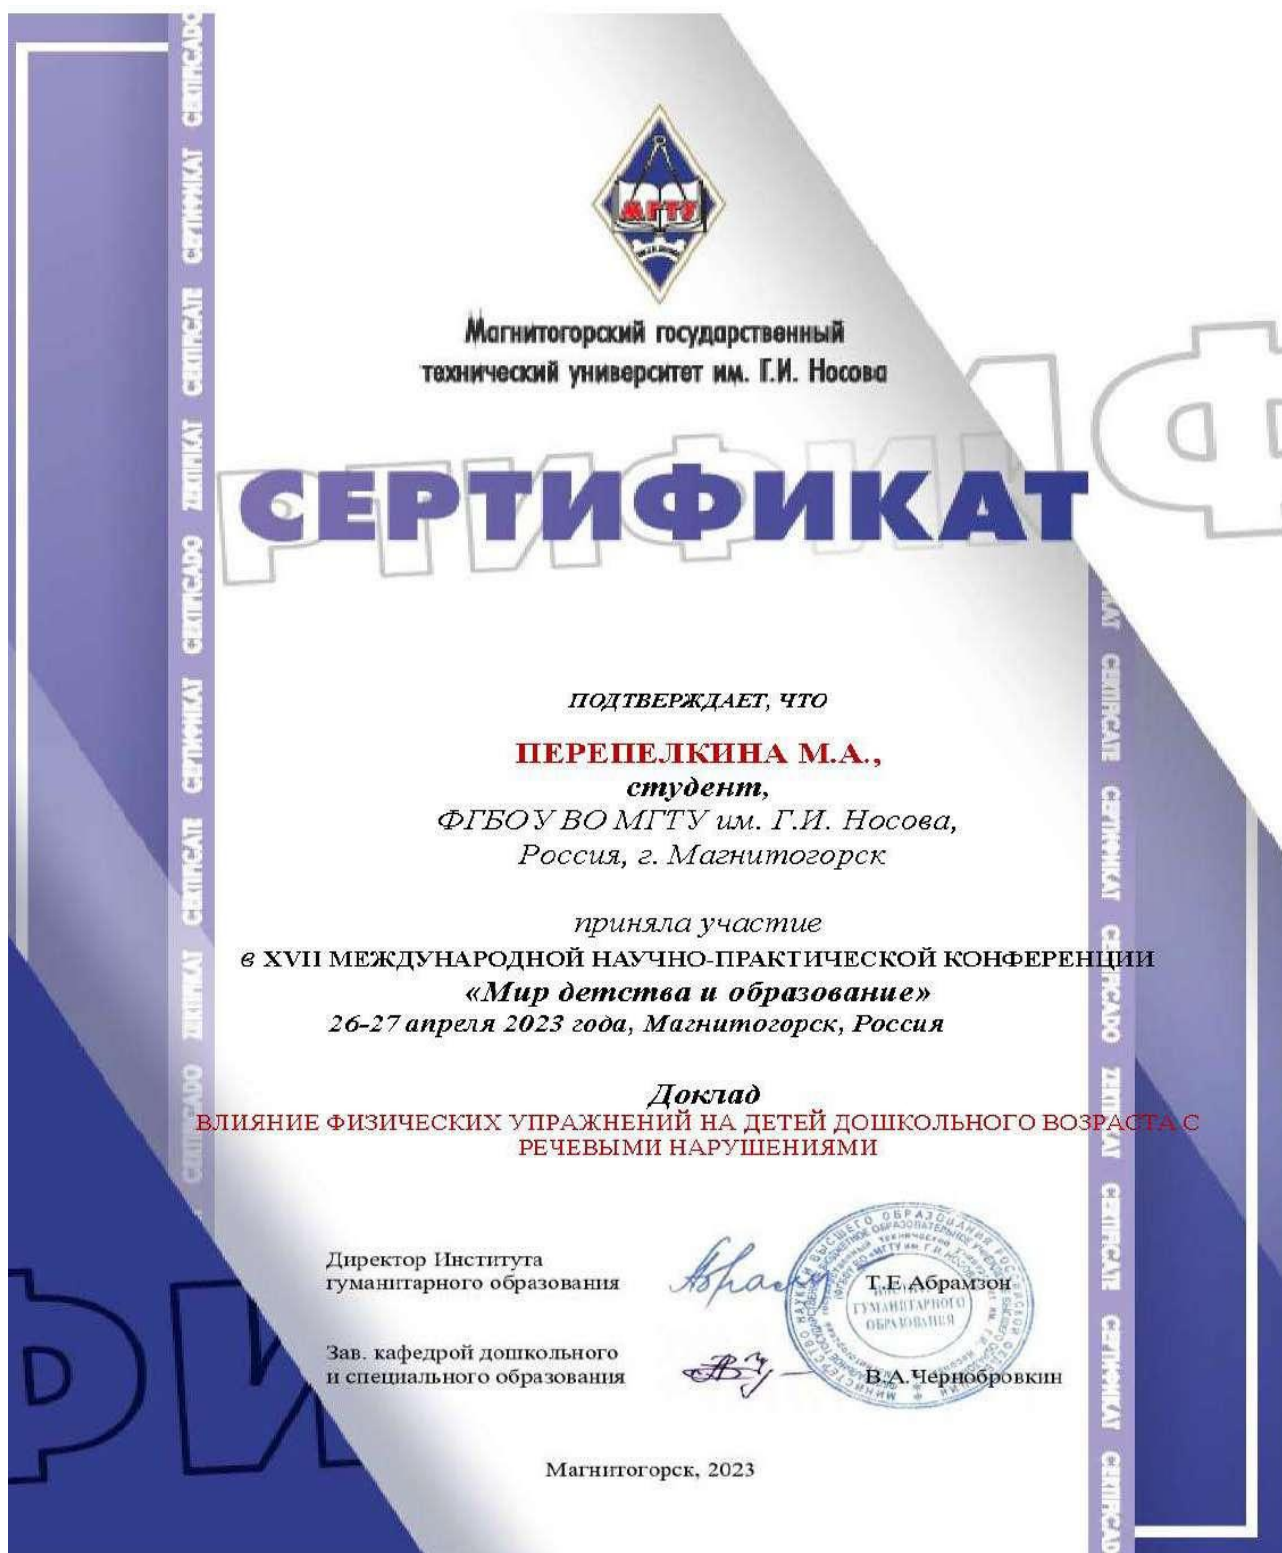 МГТУ
Магнитогорский государственный
технический университет им. Г.И. Носова
СЕРТИФИКАТ
ПОДТВЕРЖДАЕТ, ЧТО
ПЕРЕПЕЛКИНА М.А.,
студент,
ФГБОУ ВО МГТУ им. Г.И. Носова,
Россия, г. Магнитогорск
приняла участие
в XVII МЕЖДУНАРОДНОЙ НАУЧНО-ПРАКТИЧЕСКОЙ КОНФЕРЕНЦИИ
«Мир детства и образование»
26-27 апреля 2023 года, Магнитогорск, Россия
Доклад
ВЛИЯНИЕ ФИЗИЧЕСКИХ УПРАЖНЕНИЙ НА ДЕТЕЙ ДОШКОЛЬНОГО ВОЗРАСТА С
РЕЧЕВЫМИ НАРУШЕНИЯМИ
Директор Института
гуманитарного образования
Т.Е.Абрамзон
ГУМАНИТАРНОГО
ОБРАЗОВАНИЯ
Зав. кафедрой дошкольного
и специального образования
В.А.Чернобровкин
Магнитогорск, 2023